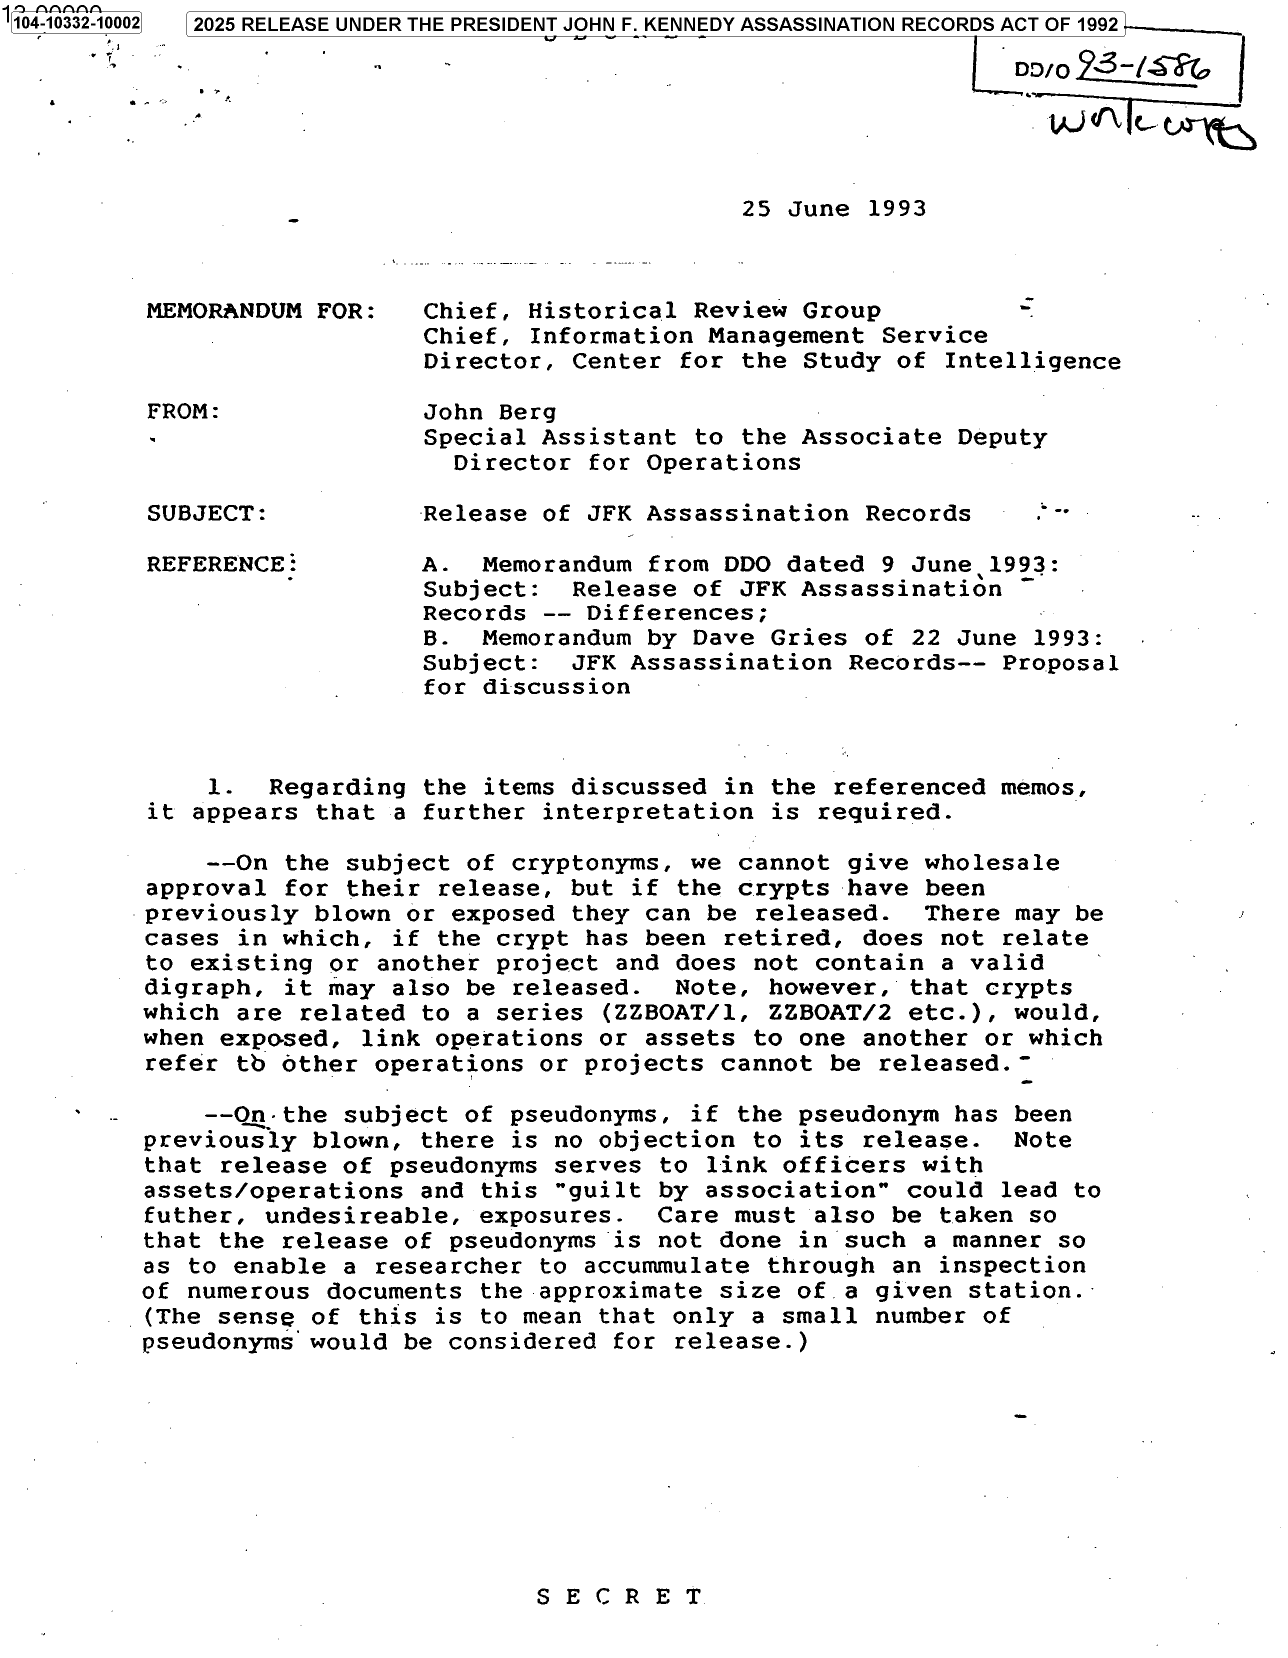 104-10332-10002
2025 RELEASE UNDER THE PRESIDENT JOHN F. KENNEDY ASSASSINATION RECORDS ACT OF 1992
DD/O 93-1586
work copy
25 June 1993
MEMORANDUM FOR: Chief, Historical Review Group
Chief, Information Management Service
Director, Center for the Study of Intelligence
FROM: John Berg
Special Assistant to the Associate Deputy
Director for Operations
SUBJECT: Release of JFK Assassination Records
REFERENCE: A. Memorandum from DDO dated 9 June 1993:
Subject: Release of JFK Assassination
Records -- Differences;
B. Memorandum by Dave Gries of 22 June 1993:
Subject: JFK Assassination Records-- Proposal
for discussion
1. Regarding the items discussed in the referenced memos,
it appears that a further interpretation is required.
--On the subject of cryptonyms, we cannot give wholesale
approval for their release, but if the crypts have been
previously blown or exposed they can be released. There may be
cases in which, if the crypt has been retired, does not relate
to existing or another project and does not contain a valid
digraph, it may also be released. Note, however, that crypts
which are related to a series (ZZBOAT/1, ZZBOAT/2 etc.), would,
when exposed, link operations or assets to one another or which
refer to other operations or projects cannot be released.
--On the subject of pseudonyms, if the pseudonym has been
previously blown, there is no objection to its release. Note
that release of pseudonyms serves to link officers with
assets/operations and this "guilt by association" could lead to
futher, undesireable, exposures. Care must also be taken so
that the release of pseudonyms is not done in such a manner so
as to enable a researcher to accummulate through an inspection
of numerous documents the approximate size of a given station.
(The sense of this is to mean that only a small number of
pseudonyms would be considered for release.)
S E C R E T